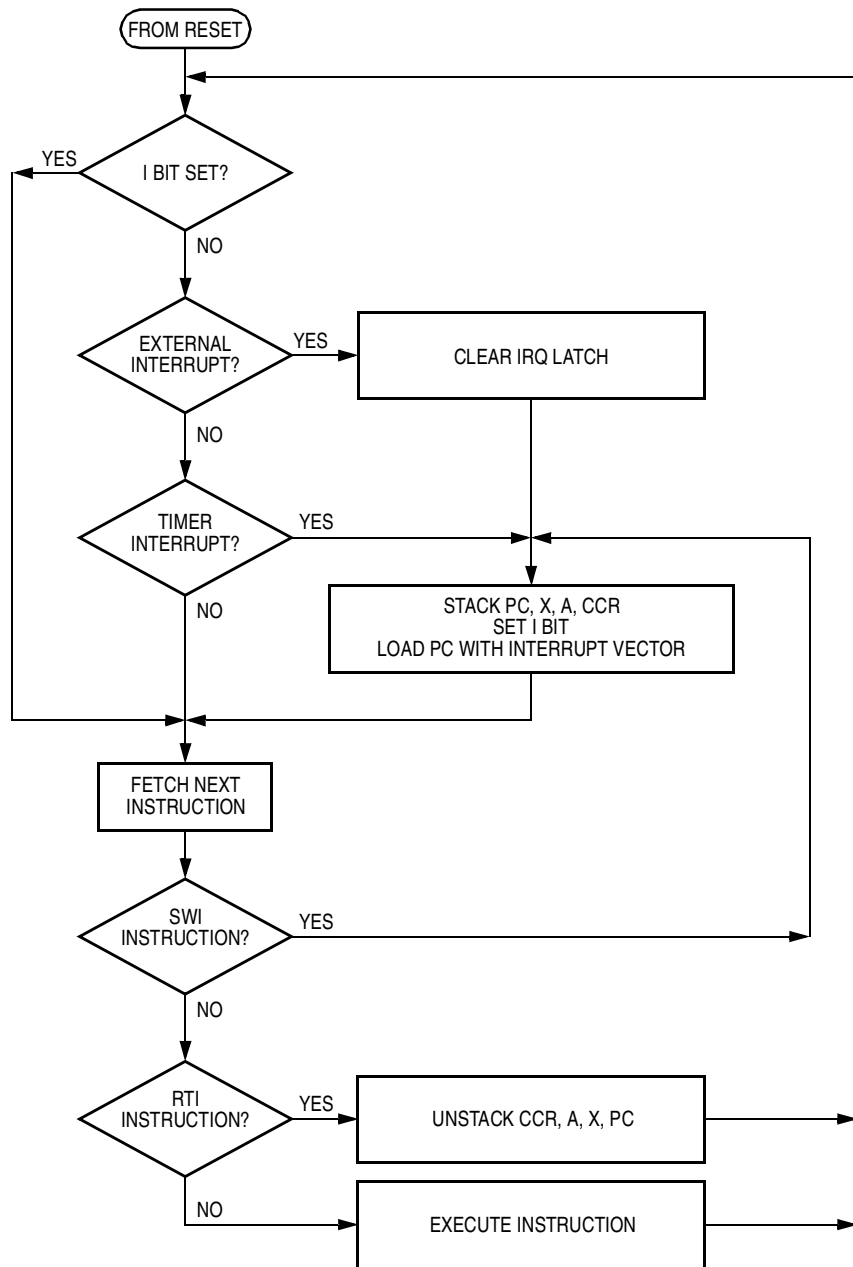 FROM RESET
YES
I BIT SET?
NO
EXTERNAL
INTERRUPT?
YES
CLEAR IRQ LATCH
NO
TIMER
INTERRUPT?
YES
NO
STACK PC, X, A, CCR
SET I BIT
LOAD PC WITH INTERRUPT VECTOR
FETCH NEXT
INSTRUCTION
SWI
INSTRUCTION?
YES
NO
RTI
INSTRUCTION?
YES
UNSTACK CCR, A, X, PC
NO
EXECUTE INSTRUCTION